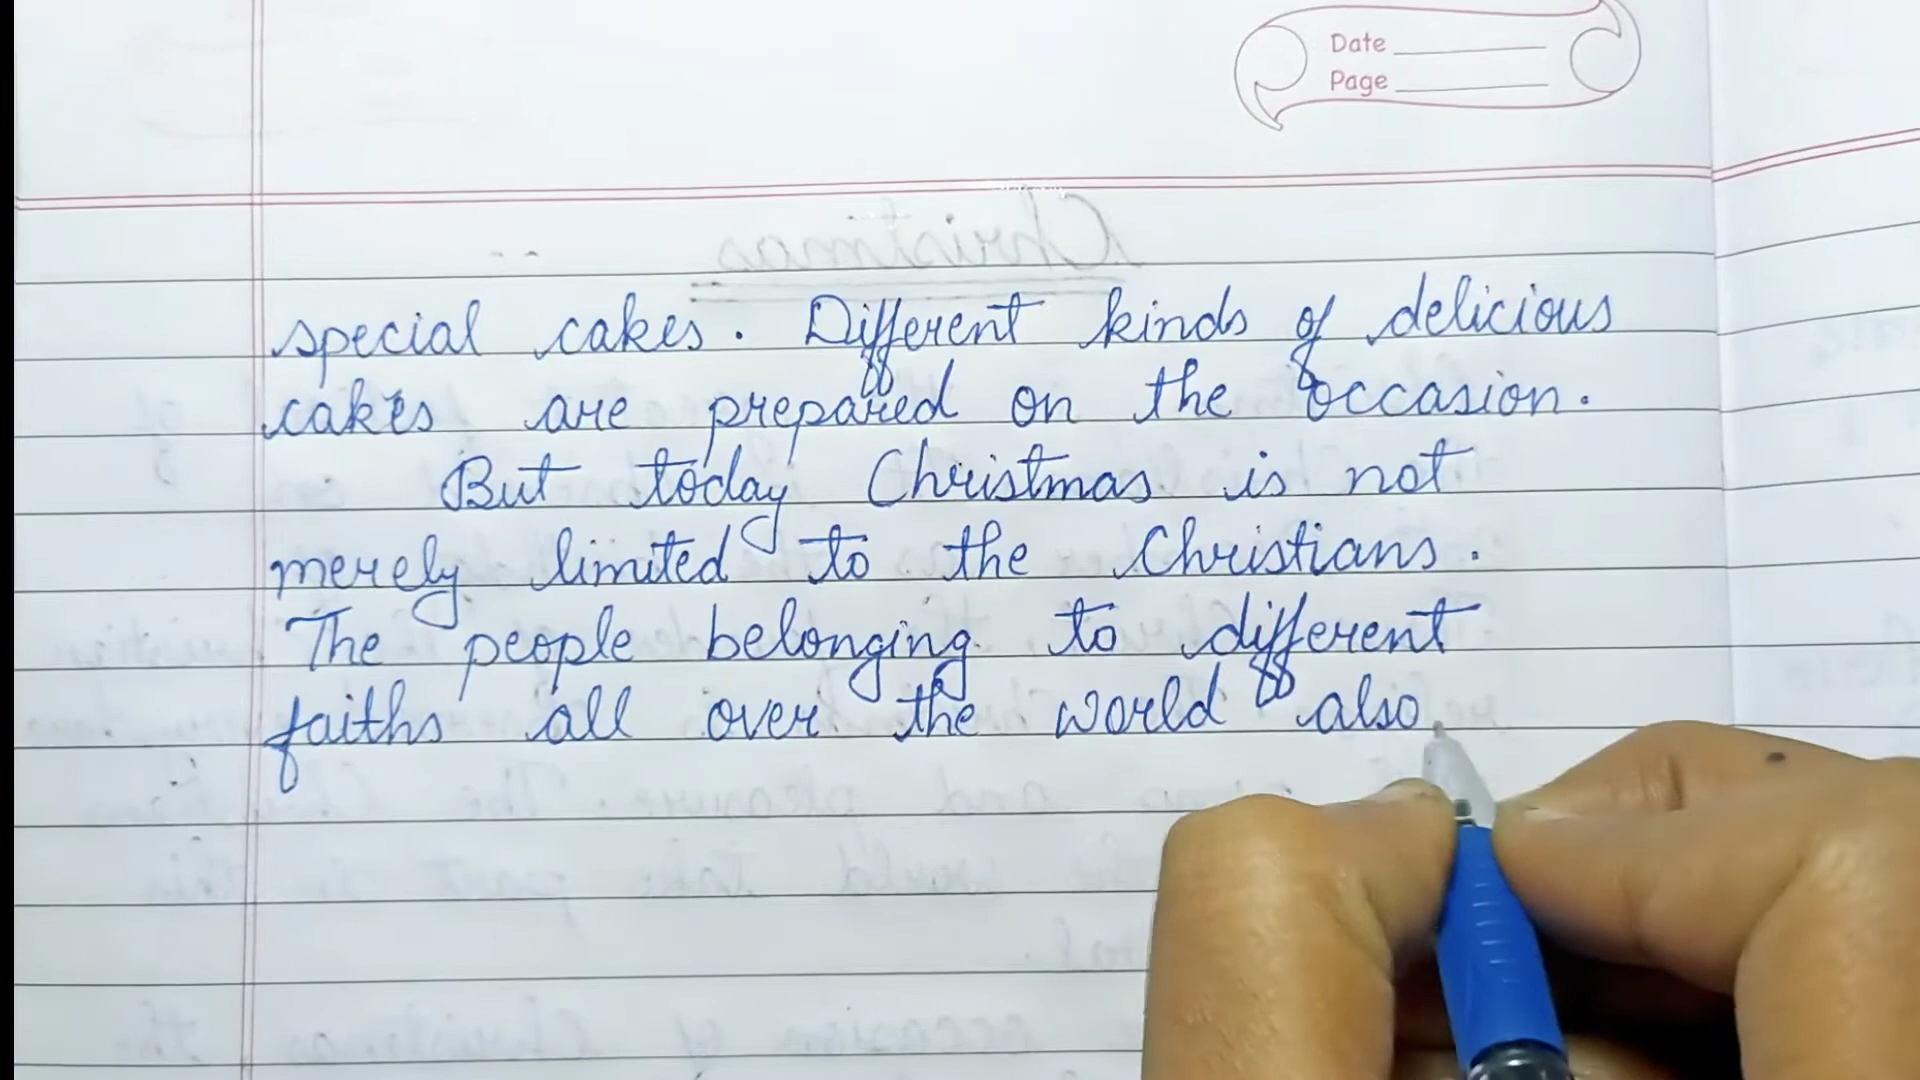 Date
Page
Christmas
special cakes. Different kinds of delicious
cakes are prepared on the occasion.
But today Christmas is not
merely limited to the Christians.
The people belonging to different
faiths all over the world also